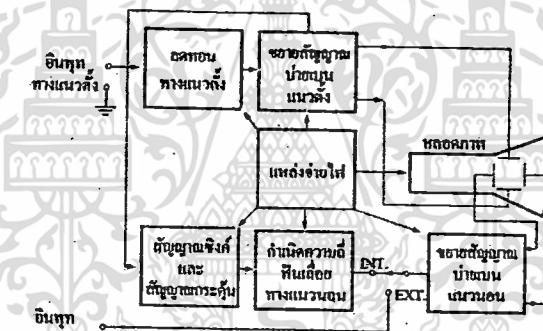 อินพุท
ทางแนวตั้ง
ลดทอน
ทางแนวตั้ง
ขยายสัญญาณ
บ่ายเบน
แนวตั้ง
หลอดภาพ
แหล่งจ่ายไฟ
สัญญาณซิงค์
และ
สัญญาณกระตุ้น
กำเนิดความถี่
ฟันเลื่อย
ทางแนวนอน
INT.
EXT.
ขยายสัญญาณ
บ่ายเบน
แนวนอน
อินพุท